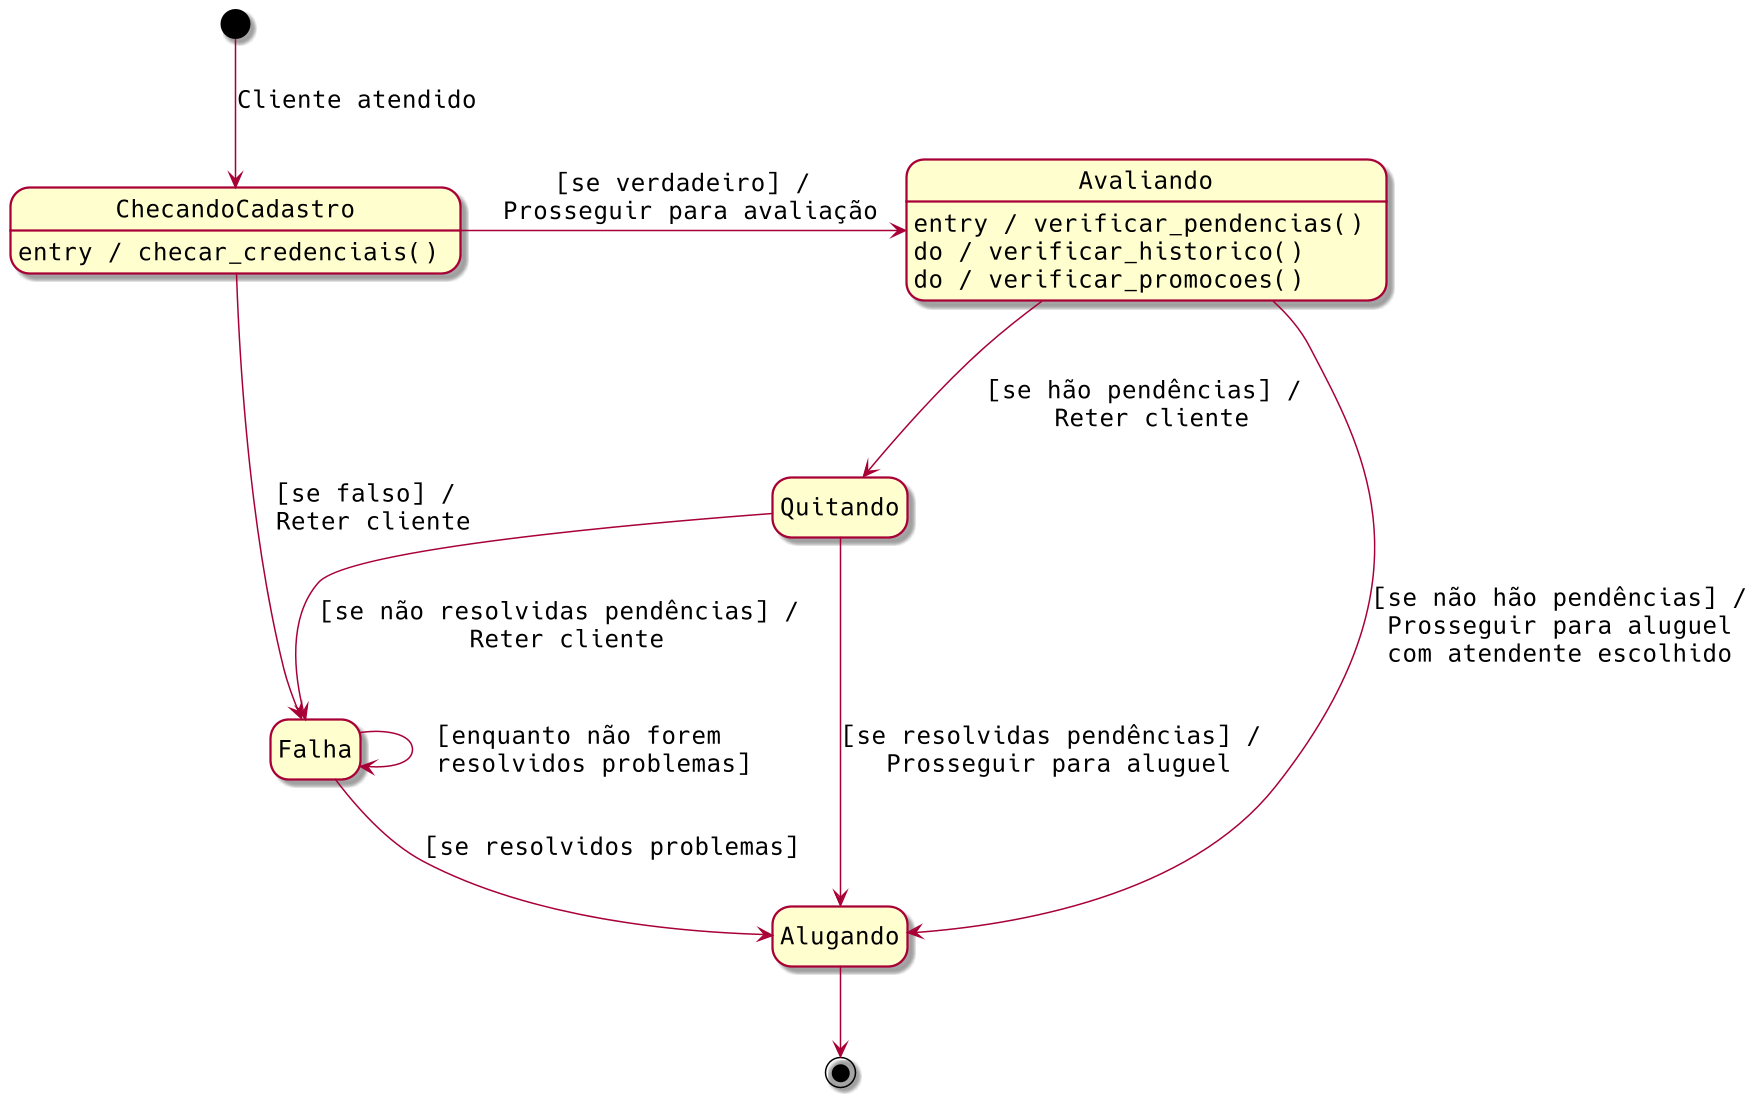 Cliente atendido
ChecandoCadastro
entry / checar_credenciais()
[se verdadeiro] /
Prosseguir para avaliação
Avaliando
entry / verificar_pendencias()
do / verificar_historico()
do / verificar_promocoes()
[se hão pendências] /
Reter cliente
[se falso] /
Reter cliente
Quitando
[se não resolvidas pendências] /
Reter cliente
[se não hão pendências] /
Prosseguir para aluguel
com atendente escolhido
Falha
[enquanto não forem
resolvidos problemas]
[se resolvidas pendências] /
Prosseguir para aluguel
[se resolvidos problemas]
Alugando